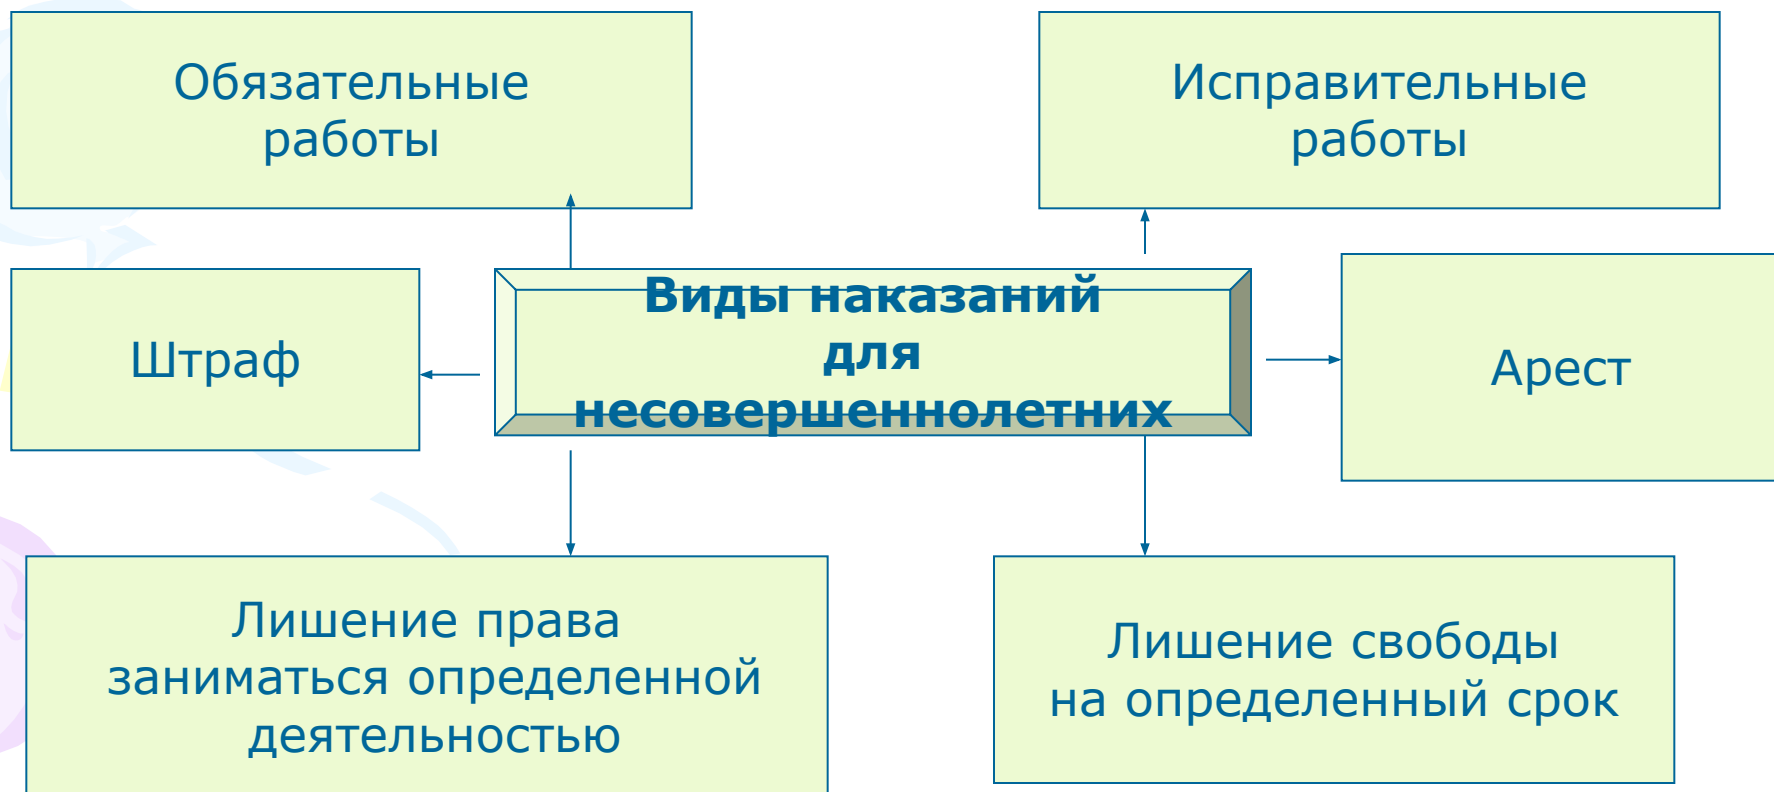 Обязательные
работы
Исправительные
работы
Штраф
Виды наказаний
для
несовершеннолетних
Арест
Лишение права
заниматься определенной
деятельностью
Лишение свободы
на определенный срок